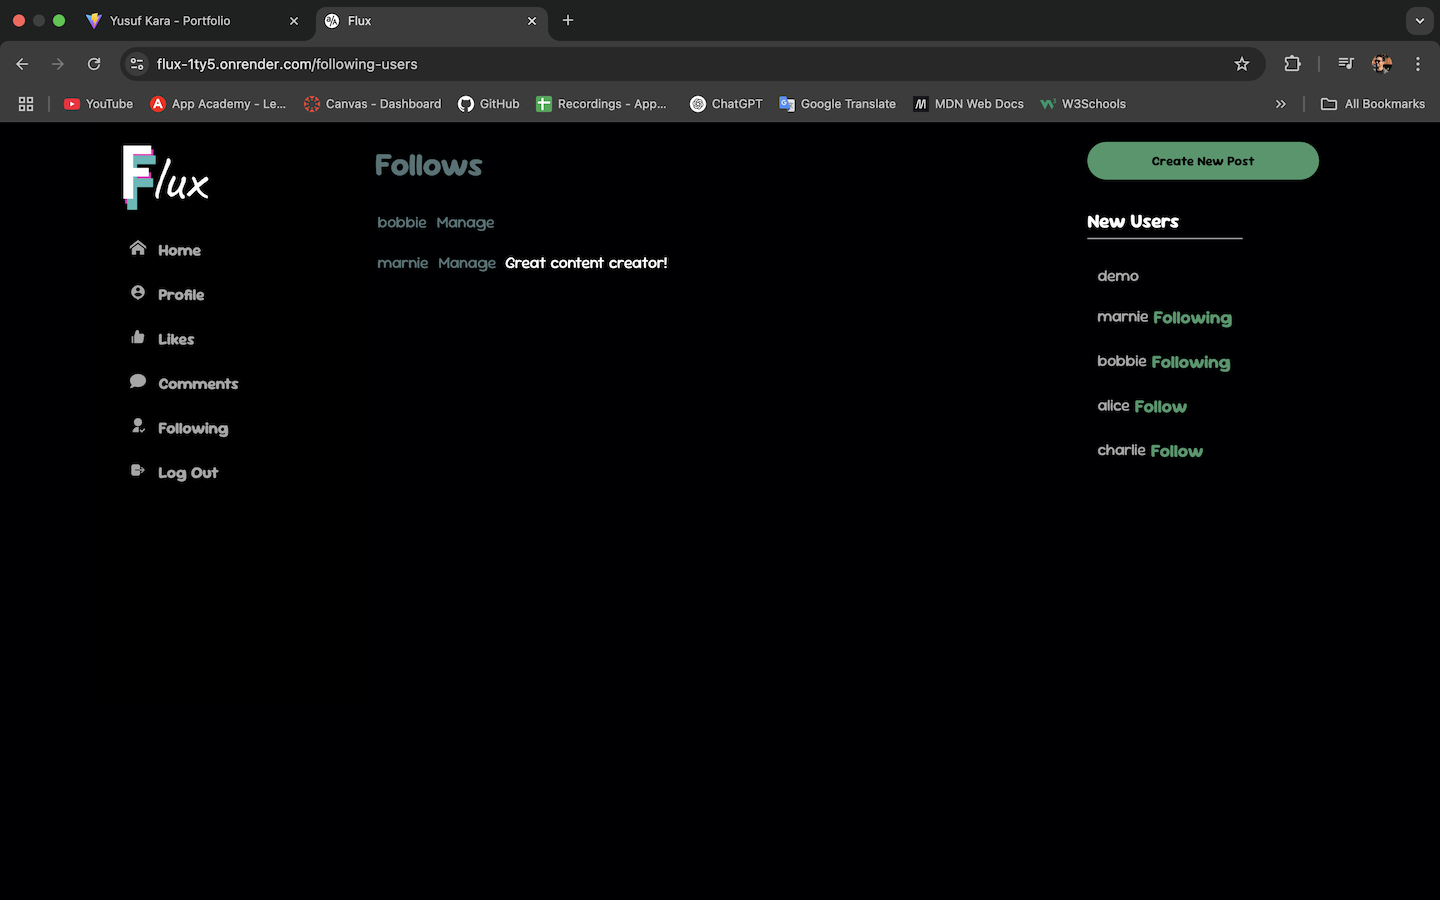 Yusuf Kara - Portfolio
Flux
flux-1ty5.onrender.com/following-users
YouTube
App Academy - Le...
Canvas - Dashboard
GitHub
Recordings - App...
ChatGPT
Google Translate
MDN Web Docs
W3Schools
All Bookmarks
Flux
Home
Profile
Likes
Comments
Following
Log Out
Follows
bobbie Manage
marnie Manage Great content creator!
Create New Post
New Users
demo
marnie Following
bobbie Following
alice Follow
charlie Follow